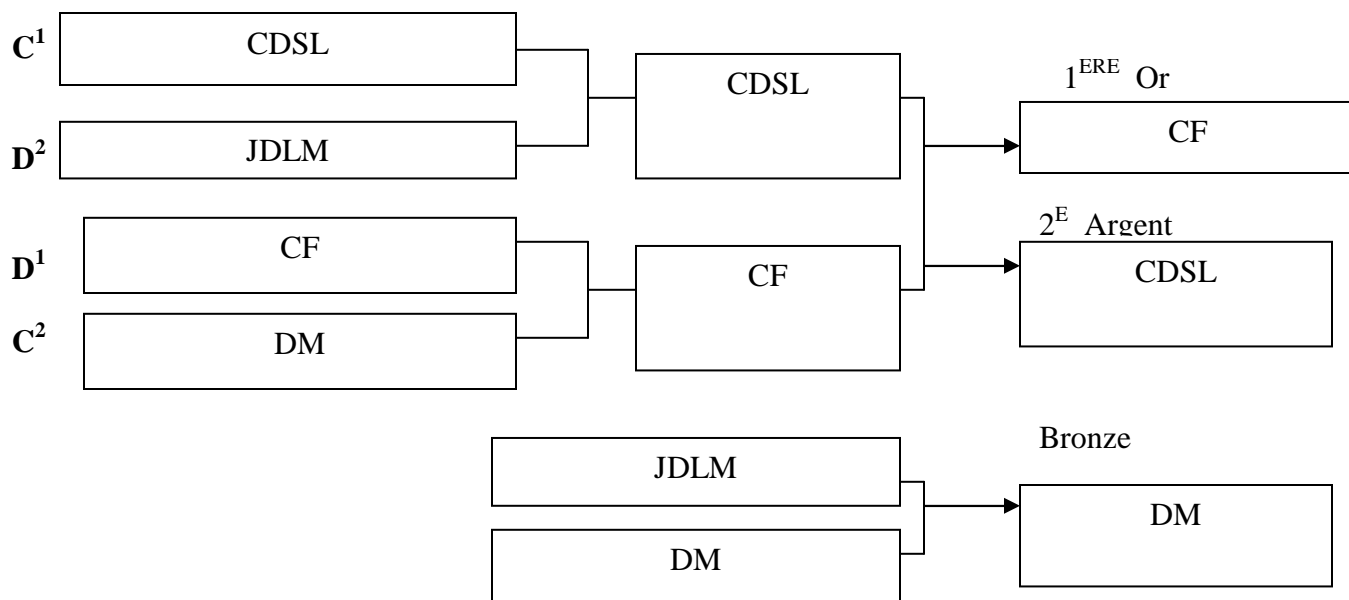 C¹ CDSL
D² JDLM
CDSL
D¹ CF
C² DM
CF
1ᴱᴿᴱ Or
CF
2ᴱ Argent
CDSL
JDLM
DM
Bronze
DM